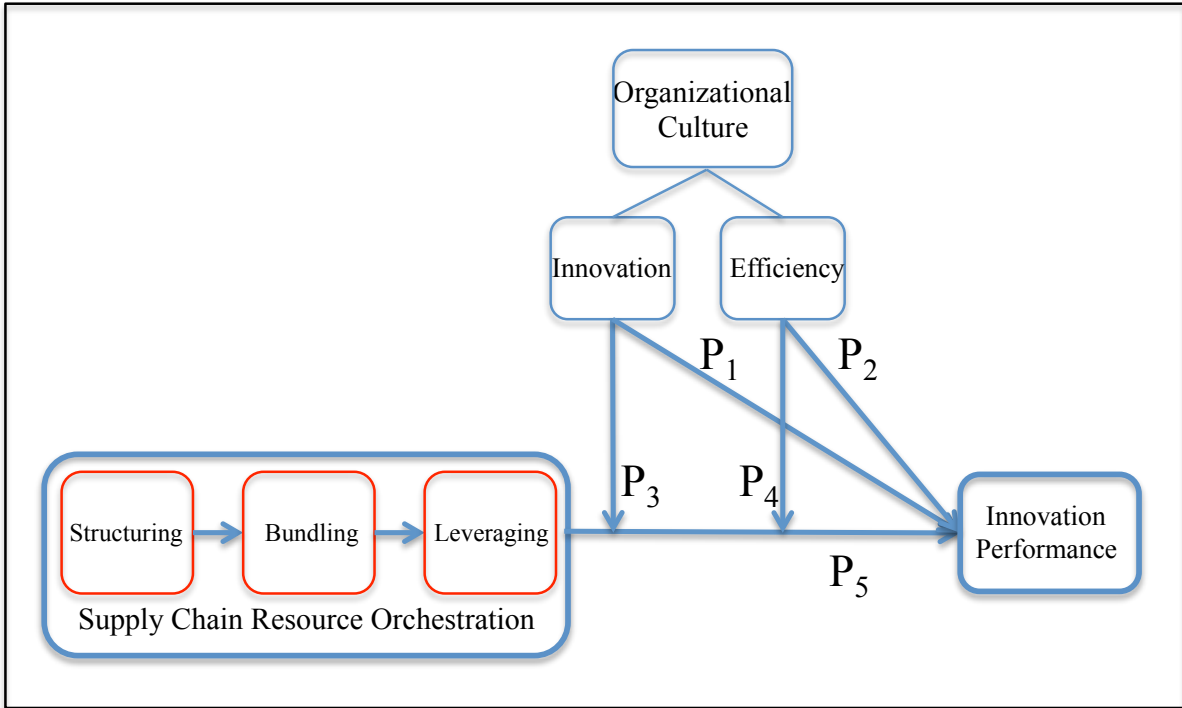 Organizational
Culture
Innovation
Efficiency
P1
P2
P3
P4
Structuring
Bundling
Leveraging
Innovation
Performance
P5
Supply Chain Resource Orchestration